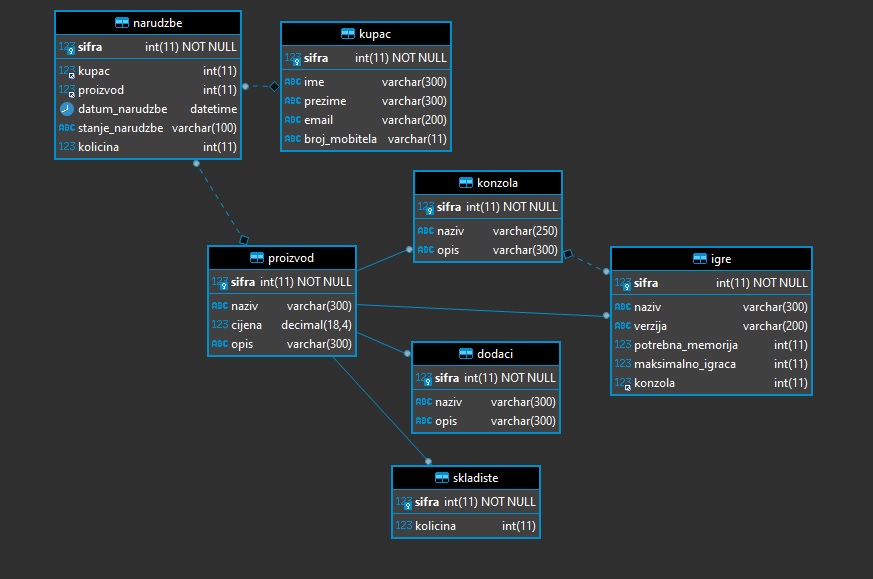 narudzbe
123 sifra int(11) NOT NULL
123 kupac int(11)
123 proizvod int(11)
datum_narudzbe datetime
ABC stanje_narudzbe varchar(100)
123 kolicina int(11)
kupac
123 sifra int(11) NOT NULL
ABC ime varchar(300)
ABC prezime varchar(300)
ABC email varchar(200)
ABC broj_mobitela varchar(11)
konzola
123 sifra int(11) NOT NULL
ABC naziv varchar(250)
ABC opis varchar(300)
proizvod
123 sifra int(11) NOT NULL
ABC naziv varchar(300)
123 cijena decimal(18,4)
ABC opis varchar(300)
igre
123 sifra int(11) NOT NULL
ABC naziv varchar(300)
ABC verzija varchar(200)
123 potrebna_memorija int(11)
123 maksimalno_igraca int(11)
123 konzola int(11)
dodaci
123 sifra int(11) NOT NULL
ABC naziv varchar(300)
ABC opis varchar(300)
skladiste
123 sifra int(11) NOT NULL
123 kolicina int(11)